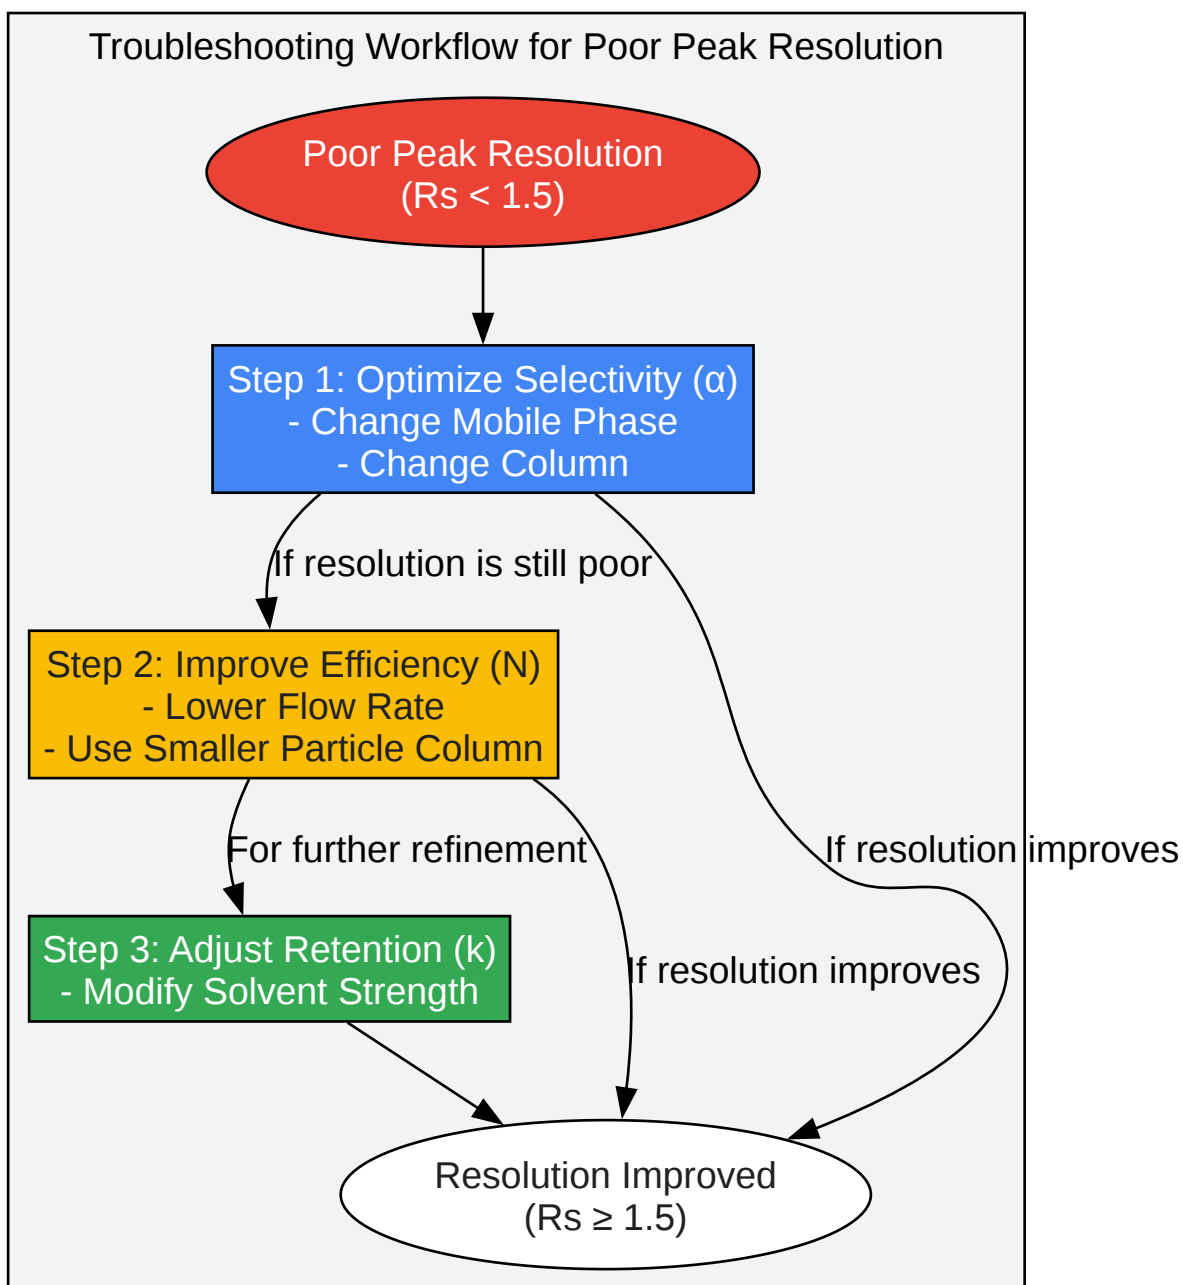 Troubleshooting Workflow for Poor Peak Resolution
Poor Peak Resolution
(Rs < 1.5)
Step 1: Optimize Selectivity (α)
- Change Mobile Phase
- Change Column
If resolution is still poor
Step 2: Improve Efficiency (N)
- Lower Flow Rate
- Use Smaller Particle Column
For further refinement
If resolution improves
Step 3: Adjust Retention (k)
- Modify Solvent Strength
If resolution improves
Resolution Improved
(Rs ≥ 1.5)